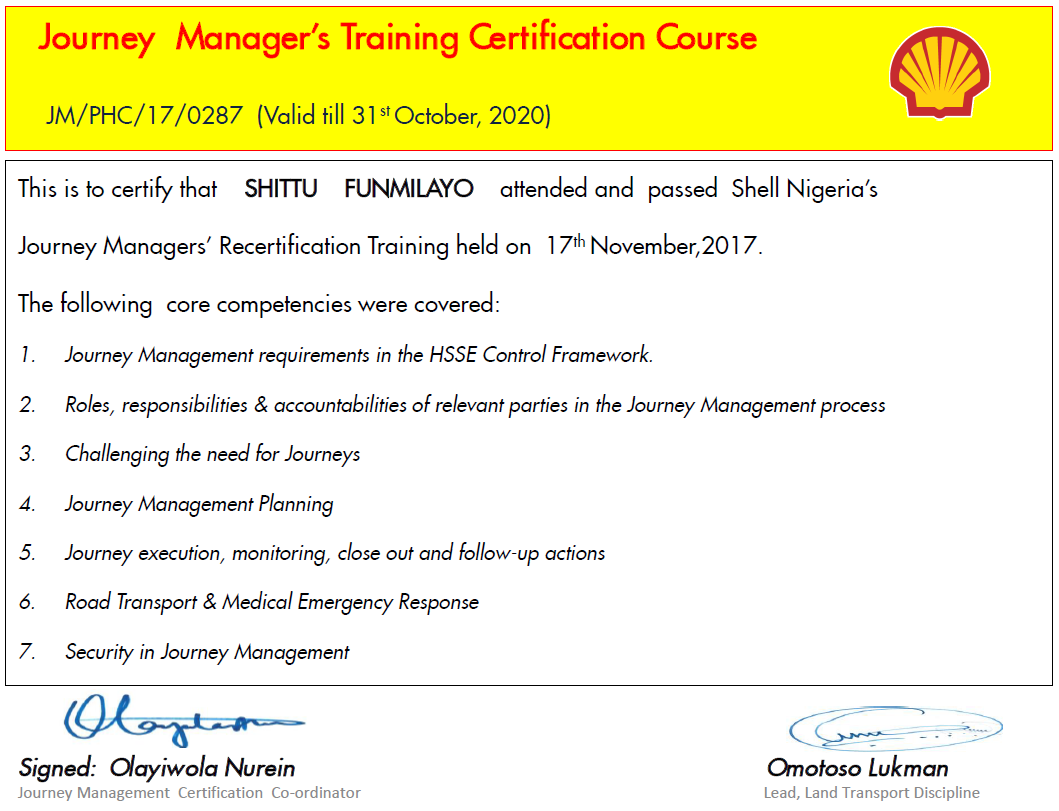 Journey Manager's Training Certification Course
JM/PHC/17/0287 (Valid till 31st October, 2020)
This is to certify that SHITTU FUNMILAYO attended and passed Shell Nigeria's
Journey Managers' Recertification Training held on 17th November,2017.
The following core competencies were covered:
1. Journey Management requirements in the HSSE Control Framework.
2. Roles, responsibilities & accountabilities of relevant parties in the Journey Management process
3. Challenging the need for Journeys
4. Journey Management Planning
5. Journey execution, monitoring, close out and follow-up actions
6. Road Transport & Medical Emergency Response
7. Security in Journey Management
Signed: Olayiwola Nurein
Journey Management Certification Co-ordinator
Omotoso Lukman
Lead, Land Transport Discipline